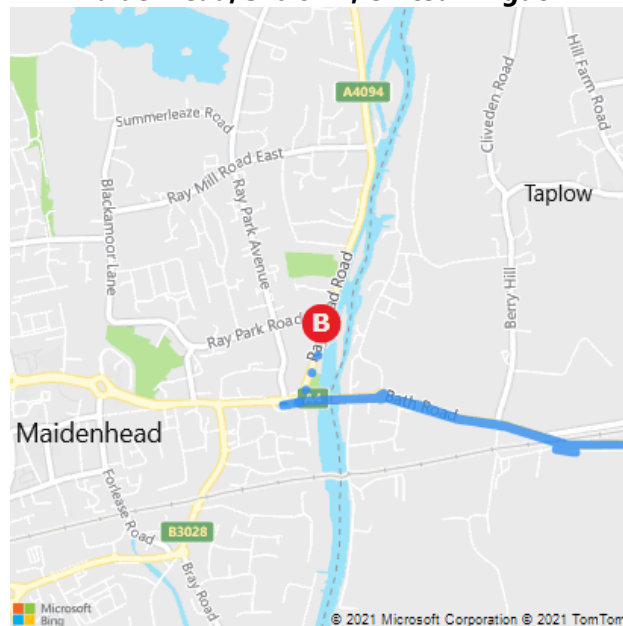 A4094
Hill Farm Road
Cliveden Road
Summerleaze Road
Ray Mill Road East
Taplow
Blackamoor Lane
Ray Park Avenue
Berry Hill
Ray Park Road
B
A4
Bath Road
Maidenhead
Forlease Road
B3028
Bray Road
Microsoft
Bing
© 2021 Microsoft Corporation © 2021 TomTom